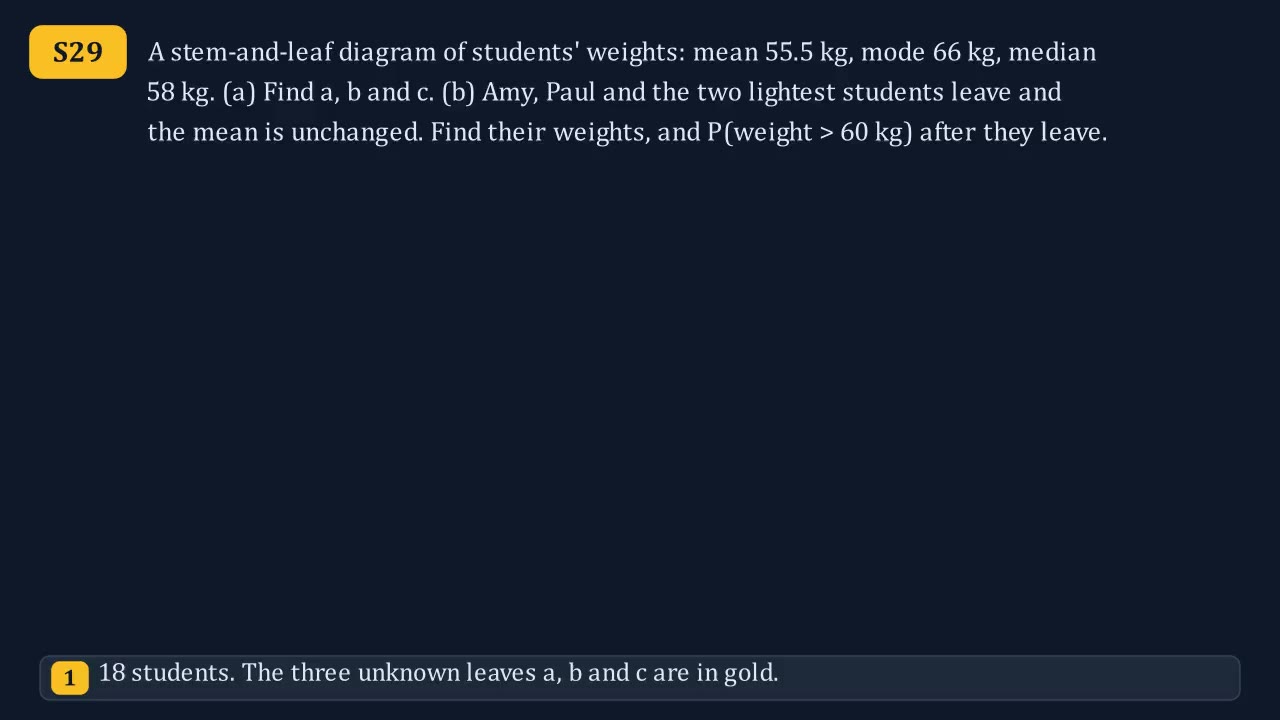 S29
A stem-and-leaf diagram of students' weights: mean 55.5 kg, mode 66 kg, median
58 kg. (a) Find a, b and c. (b) Amy, Paul and the two lightest students leave and
the mean is unchanged. Find their weights, and P(weight > 60 kg) after they leave.
1 18 students. The three unknown leaves a, b and c are in gold.